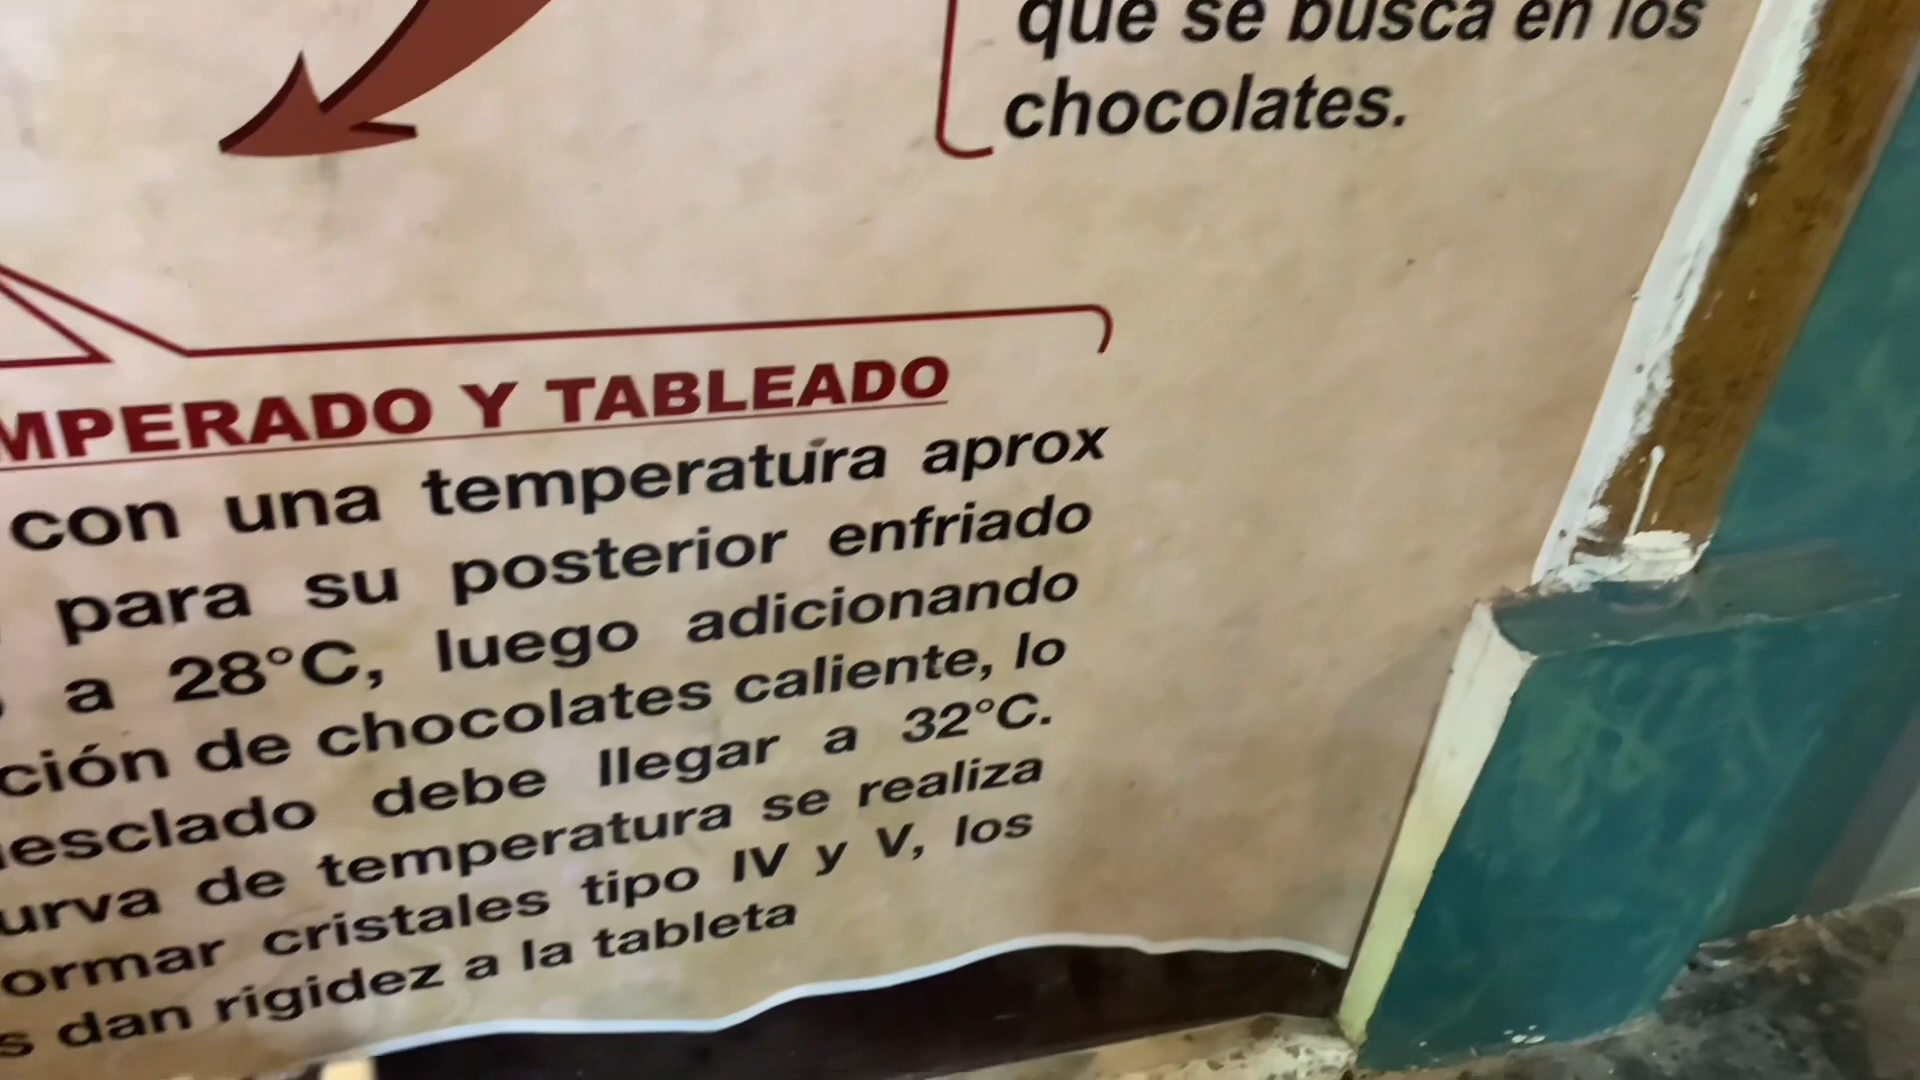 que se busca en los
chocolates.
MPERADO Y TABLEADO
con una temperatura aprox
para su posterior enfriado
a 28°C, luego adicionando
ción de chocolates caliente, lo
esclado debe llegar a 32°C.
urva de temperatura se realiza
ormar cristales tipo IV y V, los
s dan rigidez a la tableta